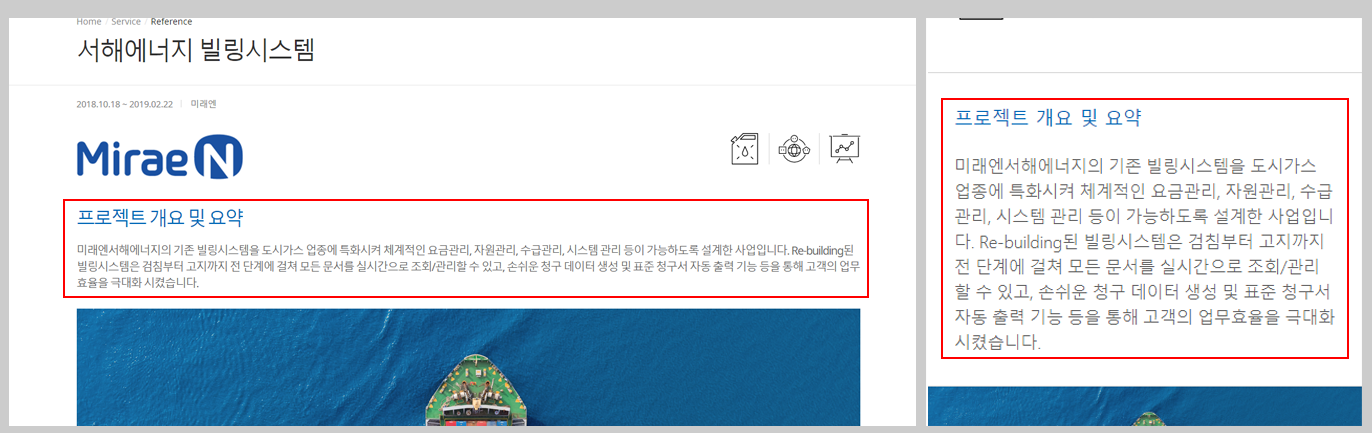 Home / Service / Reference
서해에너지 빌링시스템
2018.10.18 ~ 2019.02.22 | 미래엔
Mirae N
프로젝트 개요 및 요약
미래엔서해에너지의 기존 빌링시스템을 도시가스 업종에 특화시켜 체계적인 요금관리, 자원관리, 수급관리, 시스템 관리 등이 가능하도록 설계한 사업입니다. Re-building된
빌링시스템은 검침부터 고지까지 전 단계에 걸쳐 모든 문서를 실시간으로 조회/관리할 수 있고, 손쉬운 청구 데이터 생성 및 표준 청구서 자동 출력 기능 등을 통해 고객의 업무
효율을 극대화 시켰습니다.
프로젝트 개요 및 요약
미래엔서해에너지의 기존 빌링시스템을 도시가스
업종에 특화시켜 체계적인 요금관리, 자원관리, 수급
관리, 시스템 관리 등이 가능하도록 설계한 사업입니
다. Re-building된 빌링시스템은 검침부터 고지까지
전 단계에 걸쳐 모든 문서를 실시간으로 조회/관리
할 수 있고, 손쉬운 청구 데이터 생성 및 표준 청구서
자동 출력 기능 등을 통해 고객의 업무효율을 극대화
시켰습니다.